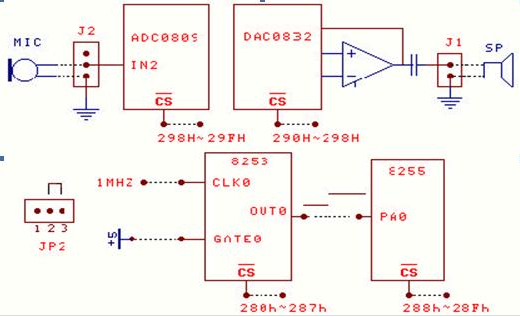 MIC
J2
ADC0809
IN2
CS
298H~29FH
DAC0832
CS
290H~298H
+
−
J1
SP
8253
1MHZ
CLK0
OUT0
+5
GATE0
CS
280h~287h
8255
PA0
CS
288h~28Fh
1 2 3
JP2